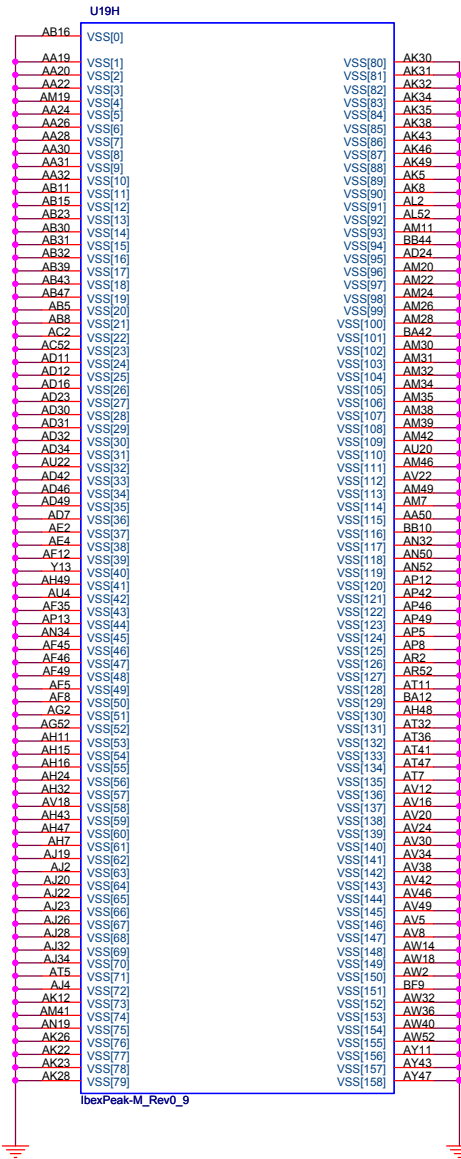 U19H
AB16 VSS[0]
AA19 VSS[1] VSS[80] AK30
AA20 VSS[2] VSS[81] AK31
AA22 VSS[3] VSS[82] AK32
AM19 VSS[4] VSS[83] AK34
AA24 VSS[5] VSS[84] AK35
AA26 VSS[6] VSS[85] AK38
AA28 VSS[7] VSS[86] AK43
AA30 VSS[8] VSS[87] AK46
AA31 VSS[9] VSS[88] AK49
AA32 VSS[10] VSS[89] AK5
AB11 VSS[11] VSS[90] AK8
AB15 VSS[12] VSS[91] AL2
AB23 VSS[13] VSS[92] AL52
AB30 VSS[14] VSS[93] AM11
AB31 VSS[15] VSS[94] BB44
AB32 VSS[16] VSS[95] AD24
AB39 VSS[17] VSS[96] AM20
AB43 VSS[18] VSS[97] AM22
AB47 VSS[19] VSS[98] AM24
AB5 VSS[20] VSS[99] AM26
AB8 VSS[21] VSS[100] AM28
AC2 VSS[22] VSS[101] BA42
AC52 VSS[23] VSS[102] AM30
AD11 VSS[24] VSS[103] AM31
AD12 VSS[25] VSS[104] AM32
AD16 VSS[26] VSS[105] AM34
AD23 VSS[27] VSS[106] AM35
AD30 VSS[28] VSS[107] AM38
AD31 VSS[29] VSS[108] AM39
AD32 VSS[30] VSS[109] AM42
AD34 VSS[31] VSS[110] AU20
AU22 VSS[32] VSS[111] AM46
AD42 VSS[33] VSS[112] AV22
AD46 VSS[34] VSS[113] AM49
AD49 VSS[35] VSS[114] AM7
AD7 VSS[36] VSS[115] AA50
AE2 VSS[37] VSS[116] BB10
AE4 VSS[38] VSS[117] AN32
AF12 VSS[39] VSS[118] AN50
Y13 VSS[40] VSS[119] AN52
AH49 VSS[41] VSS[120] AP12
AU4 VSS[42] VSS[121] AP42
AF35 VSS[43] VSS[122] AP46
AP13 VSS[44] VSS[123] AP49
AN34 VSS[45] VSS[124] AP5
AF45 VSS[46] VSS[125] AP8
AF46 VSS[47] VSS[126] AR2
AF49 VSS[48] VSS[127] AR52
AF5 VSS[49] VSS[128] AT11
AF8 VSS[50] VSS[129] BA12
AG2 VSS[51] VSS[130] AH48
AG52 VSS[52] VSS[131] AT32
AH11 VSS[53] VSS[132] AT36
AH15 VSS[54] VSS[133] AT41
AH16 VSS[55] VSS[134] AT47
AH24 VSS[56] VSS[135] AT7
AH32 VSS[57] VSS[136] AV12
AV18 VSS[58] VSS[137] AV16
AH43 VSS[59] VSS[138] AV20
AH47 VSS[60] VSS[139] AV24
AH7 VSS[61] VSS[140] AV30
AJ19 VSS[62] VSS[141] AV34
AJ2 VSS[63] VSS[142] AV38
AJ20 VSS[64] VSS[143] AV42
AJ22 VSS[65] VSS[144] AV46
AJ23 VSS[66] VSS[145] AV49
AJ26 VSS[67] VSS[146] AV5
AJ28 VSS[68] VSS[147] AV8
AJ32 VSS[69] VSS[148] AW14
AJ34 VSS[70] VSS[149] AW18
AT5 VSS[71] VSS[150] AW2
AJ4 VSS[72] VSS[151] BF9
AK12 VSS[73] VSS[152] AW32
AM41 VSS[74] VSS[153] AW36
AN19 VSS[75] VSS[154] AW40
AK26 VSS[76] VSS[155] AW52
AK22 VSS[77] VSS[156] AY11
AK23 VSS[78] VSS[157] AY43
AK28 VSS[79] VSS[158] AY47
IbexPeak-M_Rev0_9